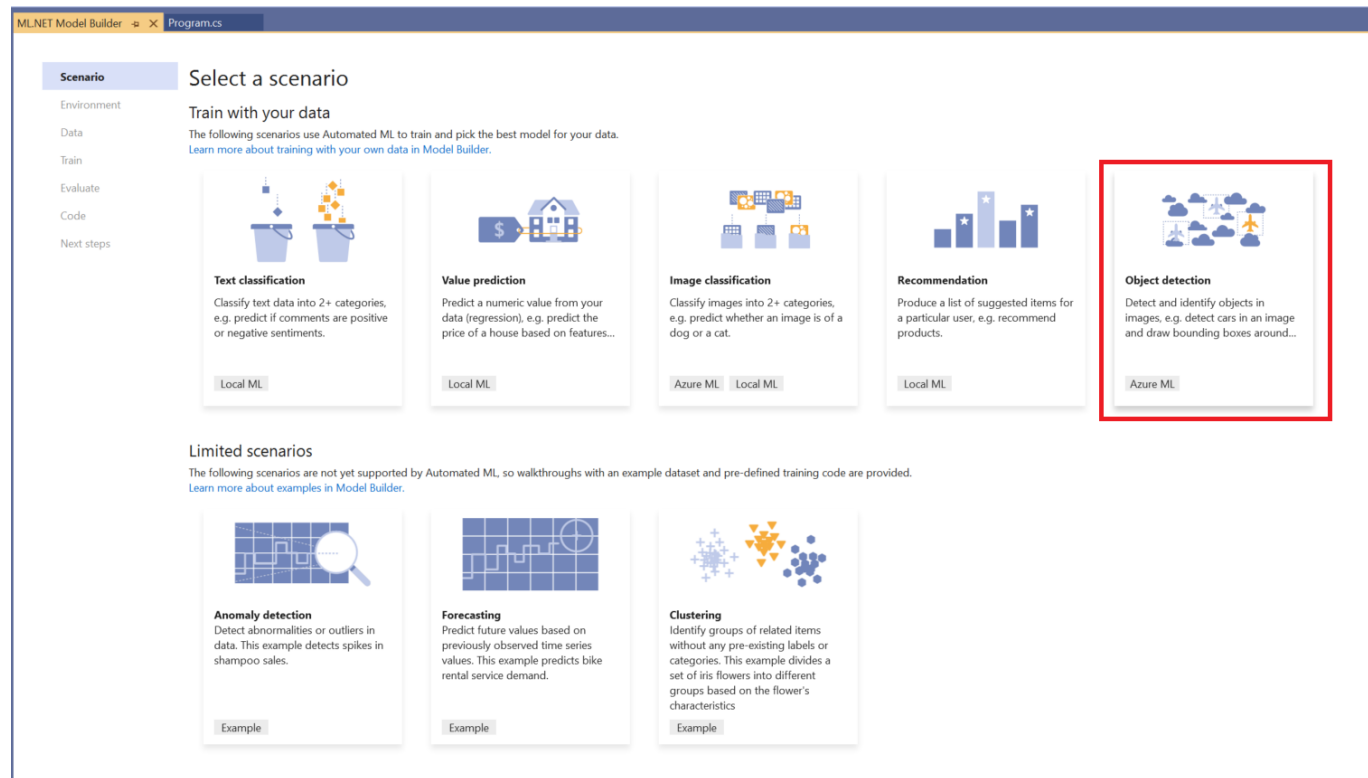 ML.NET Model Builder
Program.cs
Scenario
Environment
Data
Train
Evaluate
Code
Next steps
Select a scenario
Train with your data
The following scenarios use Automated ML to train and pick the best model for your data.
Learn more about training with your own data in Model Builder.
$
Text classification
Classify text data into 2+ categories,
e.g. predict if comments are positive
or negative sentiments.
Local ML
Value prediction
Predict a numeric value from your
data (regression), e.g. predict the
price of a house based on features...
Local ML
Image classification
Classify images into 2+ categories,
e.g. predict whether an image is of a
dog or a cat.
Azure ML Local ML
Recommendation
Produce a list of suggested items for
a particular user, e.g. recommend
products.
Local ML
Object detection
Detect and identify objects in
images, e.g. detect cars in an image
and draw bounding boxes around...
Azure ML
Limited scenarios
The following scenarios are not yet supported by Automated ML, so walkthroughs with an example dataset and pre-defined training code are provided.
Learn more about examples in Model Builder.
Anomaly detection
Detect abnormalities or outliers in
data. This example detects spikes in
shampoo sales.
Example
Forecasting
Predict future values based on
previously observed time series
values. This example predicts bike
rental service demand.
Example
Clustering
Identify groups of related items
without any pre-existing labels or
categories. This example divides a
set of iris flowers into different
groups based on the flower's
characteristics
Example